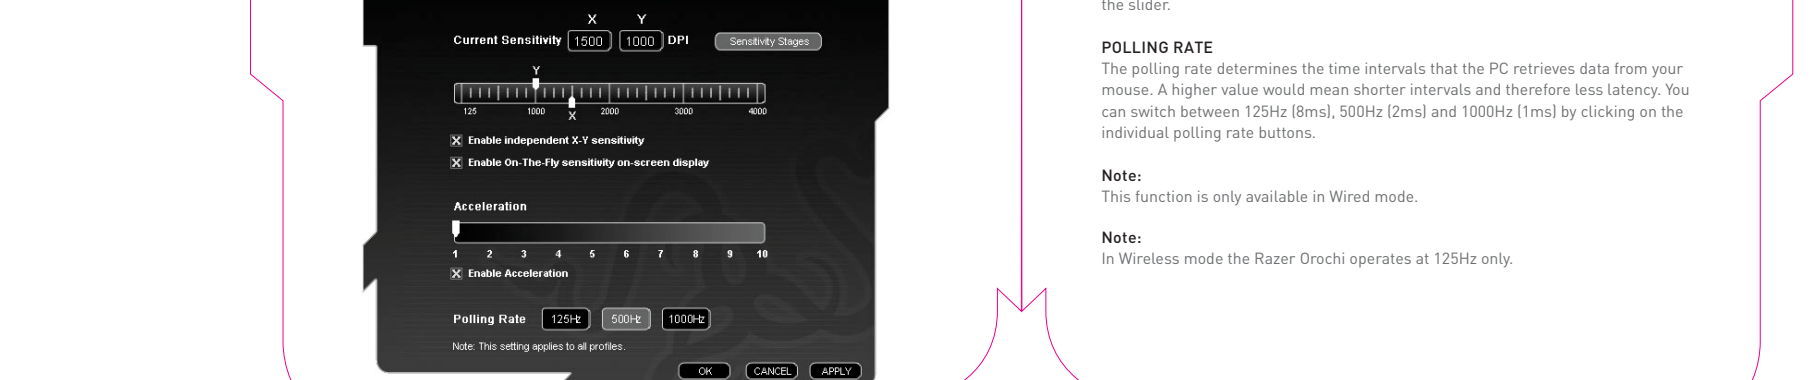 X Y
Current Sensitivity 1500 1000 DPI Sensitivity Stages
Y
125 1000 2000 3000 4000
X
Enable independent X-Y sensitivity
Enable On-The-Fly sensitivity on-screen display
Acceleration
1 2 3 4 5 6 7 8 9 10
Enable Acceleration
Polling Rate 125Hz 500Hz 1000Hz
Note: This setting applies to all profiles.
OK CANCEL APPLY
the slider.
POLLING RATE
The polling rate determines the time intervals that the PC retrieves data from your
mouse. A higher value would mean shorter intervals and therefore less latency. You
can switch between 125Hz (8ms), 500Hz (2ms) and 1000Hz (1ms) by clicking on the
individual polling rate buttons.
Note:
This function is only available in Wired mode.
Note:
In Wireless mode the Razer Orochi operates at 125Hz only.